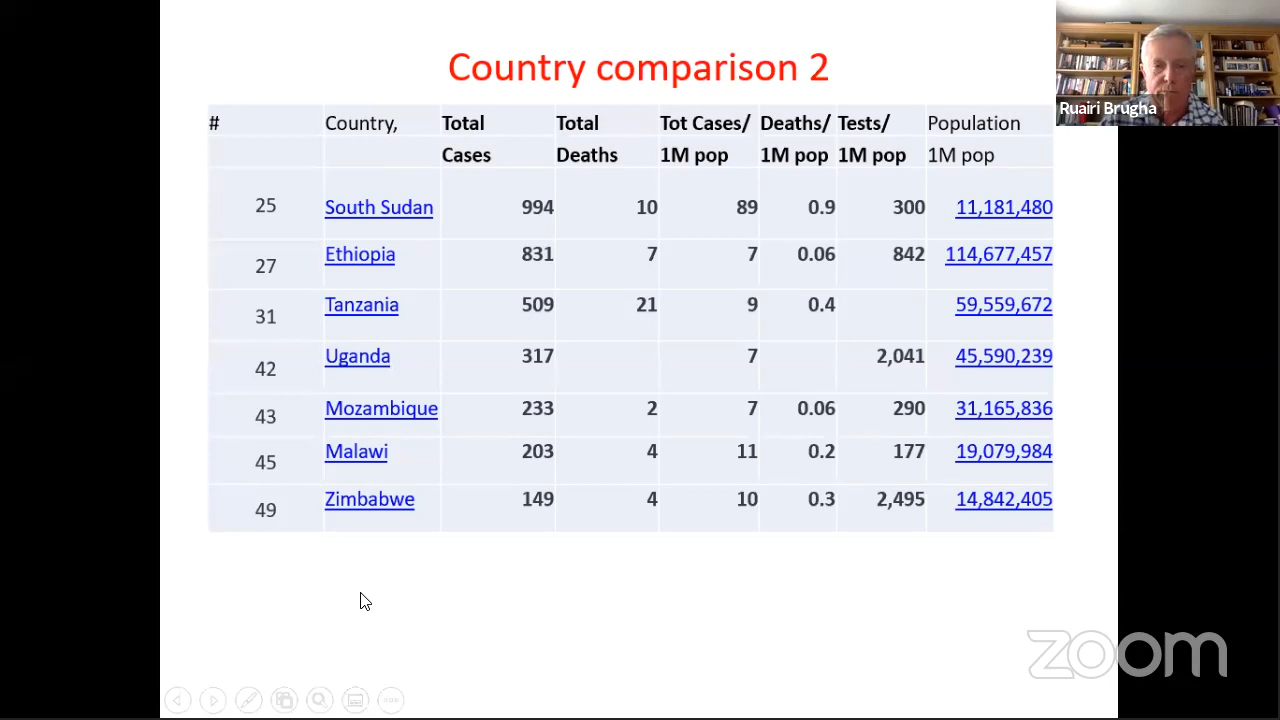 Country comparison 2
Ruairi Brugha
# Country, Total Total Tot Cases/ Deaths/ Tests/ Population
Cases Deaths 1M pop 1M pop 1M pop 1M pop
25 South Sudan 994 10 89 0.9 300 11,181,480
27 Ethiopia 831 7 7 0.06 842 114,677,457
31 Tanzania 509 21 9 0.4 59,559,672
42 Uganda 317 7 2,041 45,590,239
43 Mozambique 233 2 7 0.06 290 31,165,836
45 Malawi 203 4 11 0.2 177 19,079,984
49 Zimbabwe 149 4 10 0.3 2,495 14,842,405
zoom